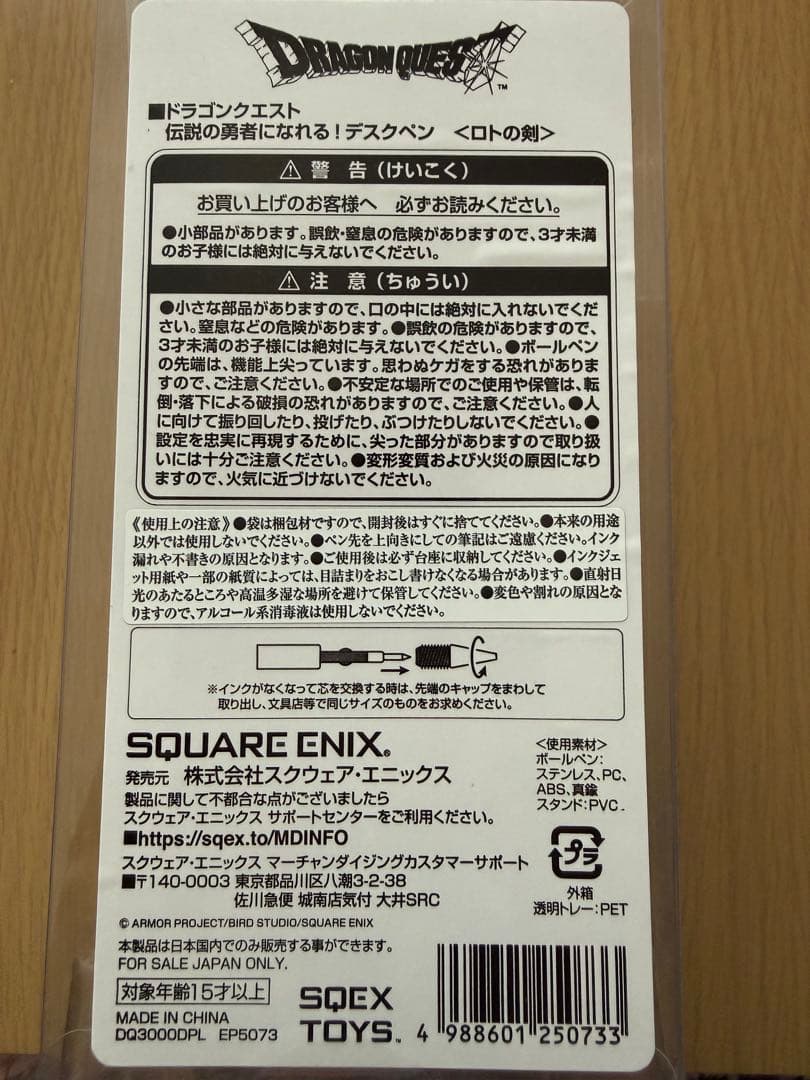 DRAGON QUEST™
■ドラゴンクエスト
伝説の勇者になれる!デスクペン <ロトの剣>
⚠ 警 告 (けいこく)
お買い上げのお客様へ 必ずお読みください。
●小部品があります。誤飲・窒息の危険がありますので、3才未満
のお子様には絶対に与えないでください。
⚠ 注 意 (ちゅうい)
●小さな部品がありますので、口の中には絶対に入れないでくだ
さい。窒息などの危険があります。●誤飲の危険がありますので、
3才未満のお子様には絶対に与えないでください。●ボールペン
の先端は、機能上尖っています。思わぬケガをする恐れがありま
すので、ご注意ください。●不安定な場所でのご使用や保管は、転
倒・落下による破損の恐れがありますので、ご注意ください。●人
に向けて振り回したり、投げたり、ぶつけたりしないでください。●
設定を忠実に再現するために、尖った部分がありますので取り扱
いには十分ご注意ください。●変形変質および火災の原因になり
ますので、火気に近づけないでください。
《使用上の注意》●袋は梱包材ですので、開封後はすぐに捨ててください。●本来の用途
以外では使用しないでください。●ペン先を上向きにしての筆記はご遠慮ください。インク
漏れや不書きの原因となります。●ご使用後は必ず台座に収納してください。●インクジェ
ット用紙や一部の紙質によっては、目詰まりをおこし書けなくなる場合があります。●直射日
光のあたるところや高温多湿な場所を避けて保管してください。●変色や割れの原因とな
りますので、アルコール系消毒液は使用しないでください。
※インクがなくなって芯を交換する時は、先端のキャップをまわして
取り出し、文具店等で同じサイズのものをお求めください。
SQUARE ENIX®
発売元 株式会社スクウェア・エニックス
製品に関して不都合な点がございましたら
スクウェア・エニックス サポートセンターをご利用ください。
■https://sqex.to/MDINFO
スクウェア・エニックス マーチャンダイジングカスタマーサポート
■〒140-0003 東京都品川区八潮3-2-38
佐川急便 城南店気付 大井SRC
<使用素材>
ボールペン:
ステンレス、PC、
ABS、真鍮
スタンド:PVC
プラ
外箱
透明トレー:PET
© ARMOR PROJECT/BIRD STUDIO/SQUARE ENIX
本製品は日本国内でのみ販売する事ができます。
FOR SALE JAPAN ONLY.
対象年齢15才以上
MADE IN CHINA
DQ3000DPL EP5073
SQEX
TOYS™
4 988601 250733